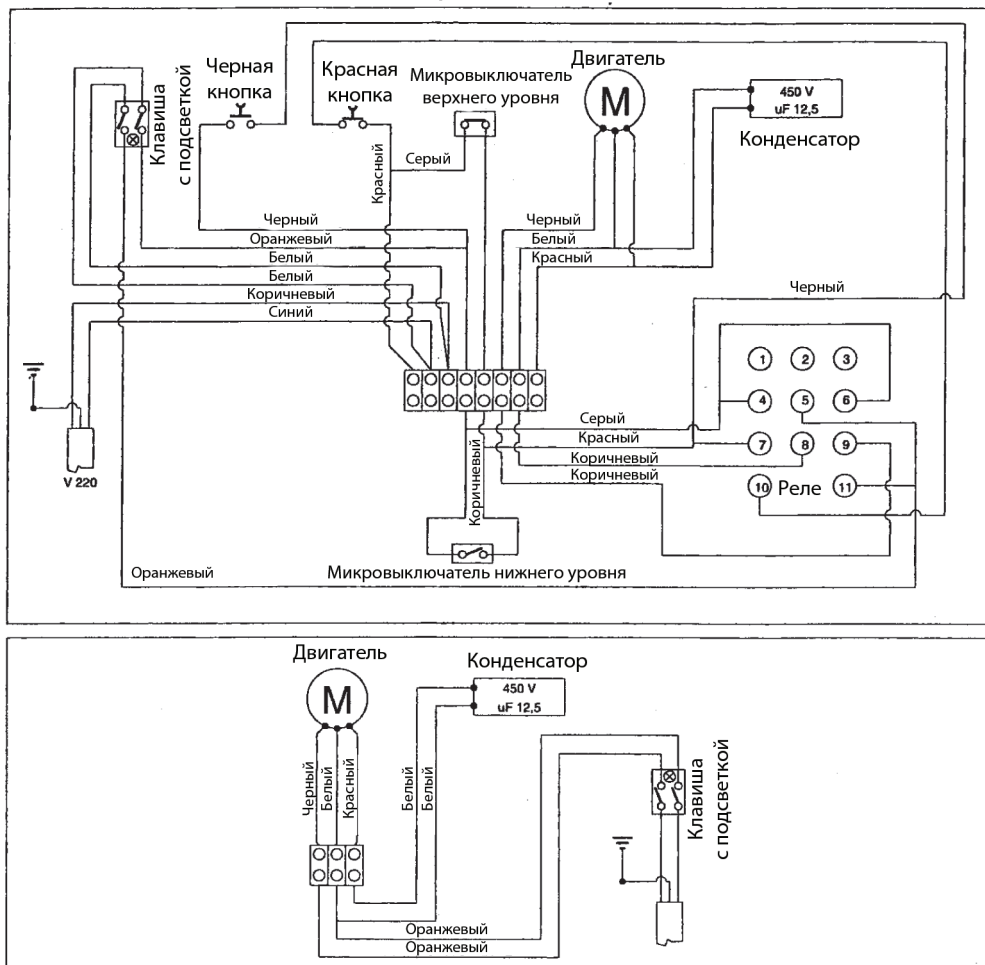 Черная
кнопка
Красная
кнопка
Микровыключатель
верхнего уровня
Двигатель
M
450 V
uF 12,5
Конденсатор
Клавиша
с подсветкой
Красный
Серый
Черный
Оранжевый
Белый
Белый
Коричневый
Синий
Черный
Белый
Красный
Черный
1
2
3
4
5
6
7
8
9
10
Реле
11
Серый
Красный
Коричневый
Коричневый
Коричневый
V 220
Оранжевый
Микровыключатель нижнего уровня
Двигатель
M
Конденсатор
450 V
uF 12,5
Черный
Белый
Красный
Белый
Белый
Клавиша
с подсветкой
Оранжевый
Оранжевый